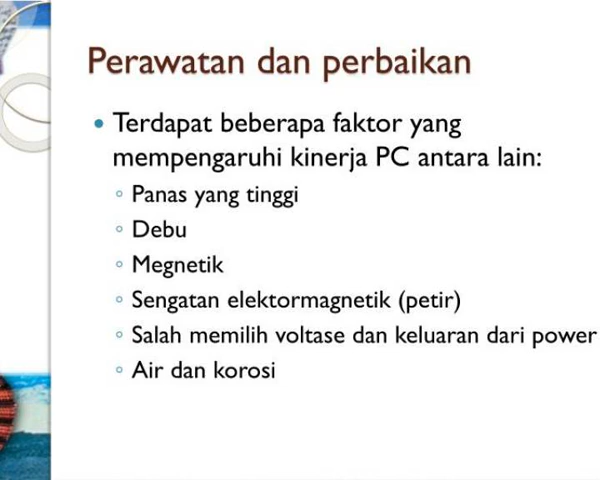 Perawatan dan perbaikan
• Terdapat beberapa faktor yang
mempengaruhi kinerja PC antara lain:
◦ Panas yang tinggi
◦ Debu
◦ Megnetik
◦ Sengatan elektormagnetik (petir)
◦ Salah memilih voltase dan keluaran dari power
◦ Air dan korosi